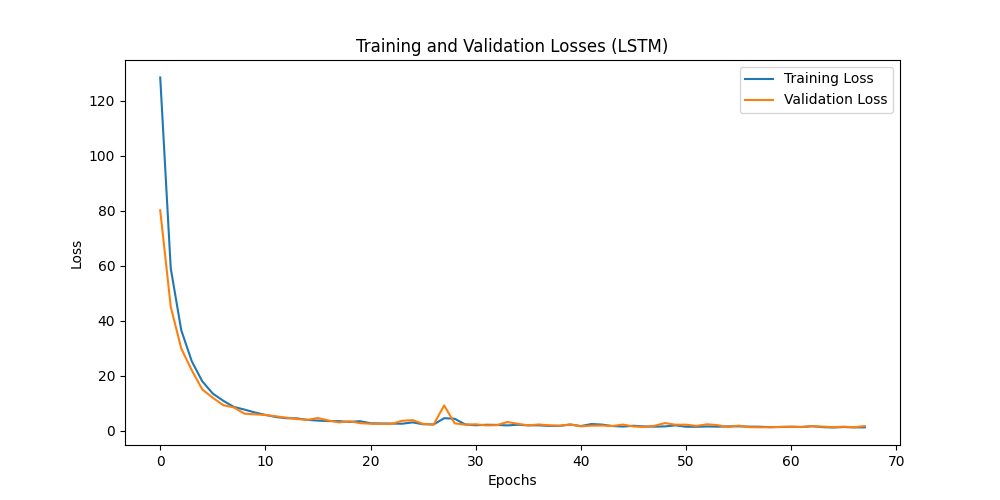 Training and Validation Losses (LSTM)
Training Loss
Validation Loss
Loss
120
100
80
60
40
20
0
0 10 20 30 40 50 60 70
Epochs